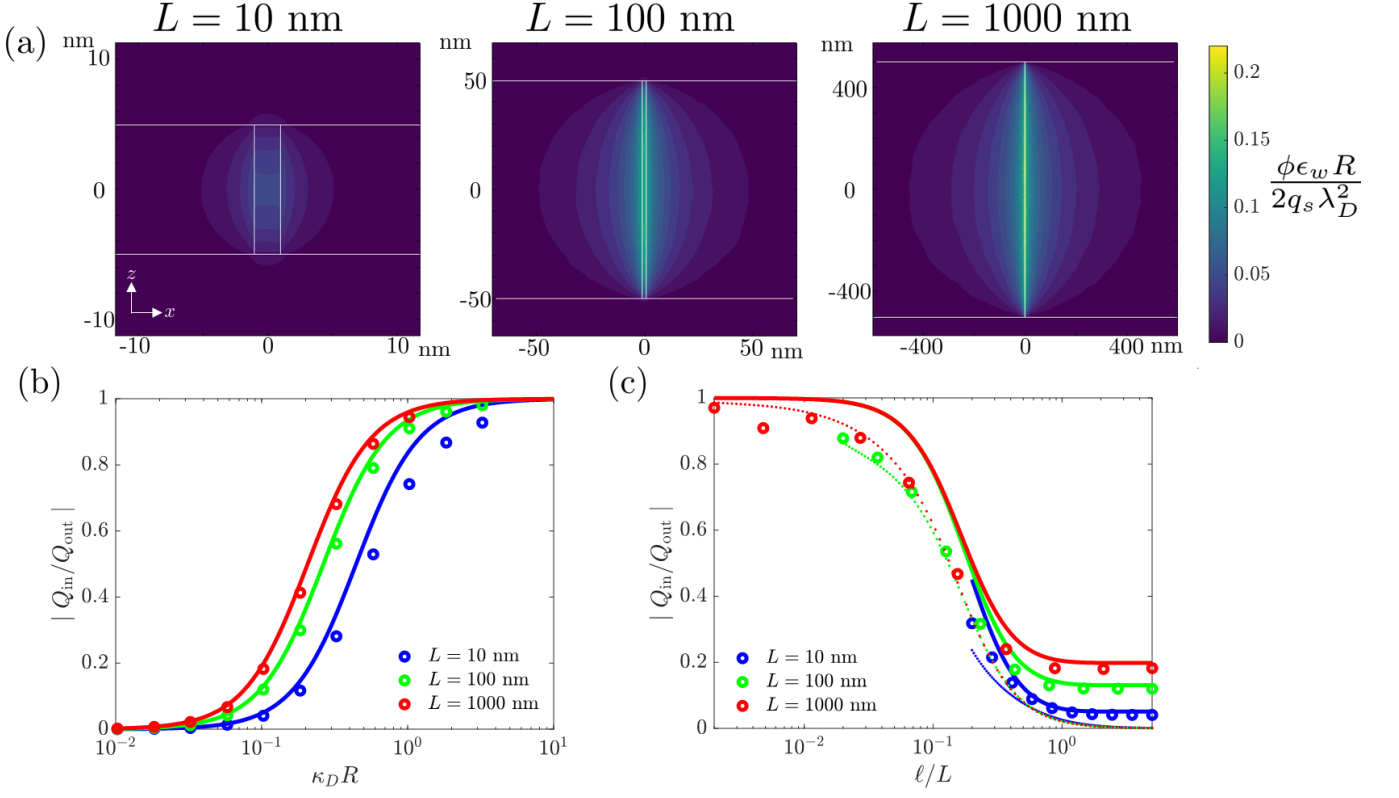 L = 10 nm
L = 100 nm
L = 1000 nm
(a)
nm
10
0
-10
z
x
-10
0
10
nm
nm
50
0
-50
-50
0
50
nm
nm
400
0
-400
-400
0
400
nm
0.2
0.15
0.1
0.05
0
ϕϵ_w R
2q_s λ_D^2
(b)
1
0.8
0.6
0.4
0.2
0
| Q_in/Q_out |
L = 10 nm
L = 100 nm
L = 1000 nm
10^-2
10^-1
10^0
10^1
κ_D R
(c)
1
0.8
0.6
0.4
0.2
0
| Q_in/Q_out |
L = 10 nm
L = 100 nm
L = 1000 nm
10^-2
10^-1
10^0
ℓ/L